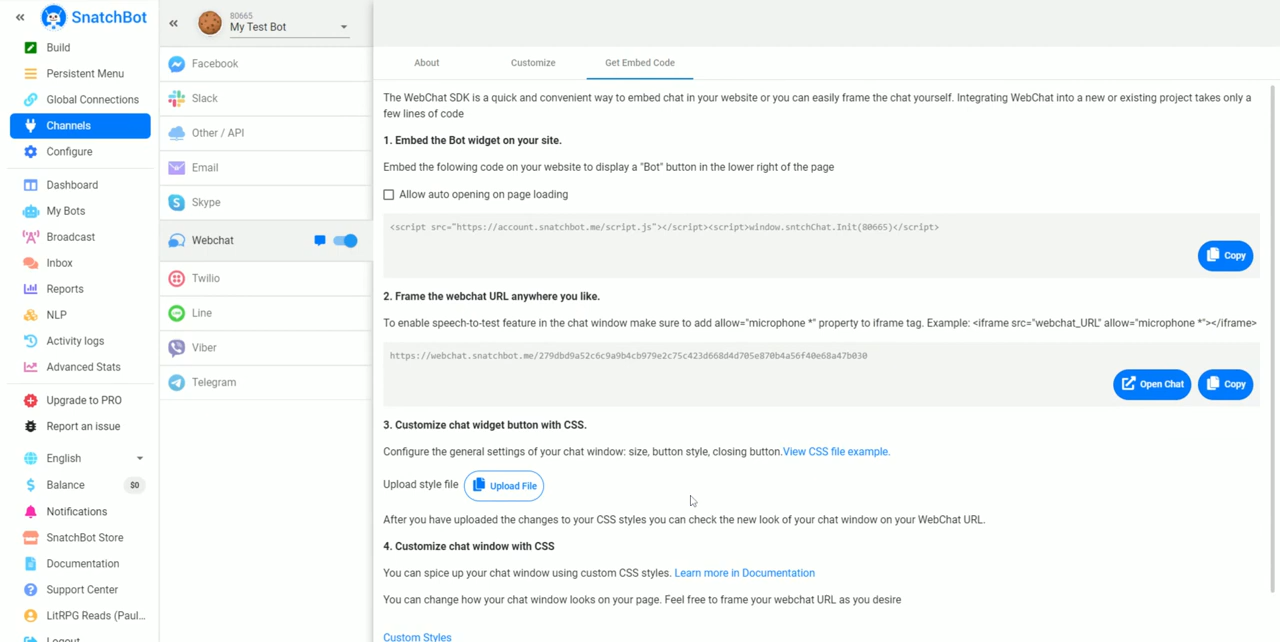 SnatchBot
Build
Persistent Menu
Global Connections
Channels
Configure
Dashboard
My Bots
Broadcast
Inbox
Reports
NLP
Activity logs
Advanced Stats
Upgrade to PRO
Report an issue
English
Balance
$0
Notifications
SnatchBot Store
Documentation
Support Center
LitRPG Reads (Paul...
Logout
80665
My Test Bot
Facebook
Slack
Other / API
Email
Skype
Webchat
Twilio
Line
Viber
Telegram
About
Customize
Get Embed Code
The WebChat SDK is a quick and convenient way to embed chat in your website or you can easily frame the chat yourself. Integrating WebChat into a new or existing project takes only a
few lines of code
1. Embed the Bot widget on your site.
Embed the folowing code on your website to display a "Bot" button in the lower right of the page
Allow auto opening on page loading
<script src="https://account.snatchbot.me/script.js"></script><script>window.sntchChat.Init(80665)</script>
Copy
2. Frame the webchat URL anywhere you like.
To enable speech-to-test feature in the chat window make sure to add allow="microphone *" property to iframe tag. Example: <iframe src="webchat_URL" allow="microphone *"></iframe>
https://webchat.snatchbot.me/279dbd9a52c6c9a9b4cb979e2c75c423d668d4d705e870b4a56f40e68a47b030
Open Chat
Copy
3. Customize chat widget button with CSS.
Configure the general settings of your chat window: size, button style, closing button.View CSS file example.
Upload style file
Upload File
After you have uploaded the changes to your CSS styles you can check the new look of your chat window on your WebChat URL.
4. Customize chat window with CSS
You can spice up your chat window using custom CSS styles. Learn more in Documentation
You can change how your chat window looks on your page. Feel free to frame your webchat URL as you desire
Custom Styles